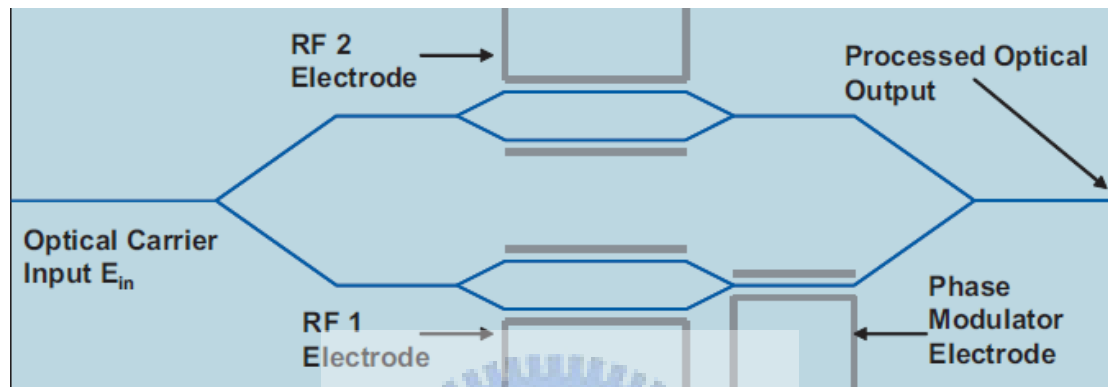 RF 2
Electrode
Processed Optical
Output
Optical Carrier
Input Ein
RF 1
Electrode
Phase
Modulator
Electrode